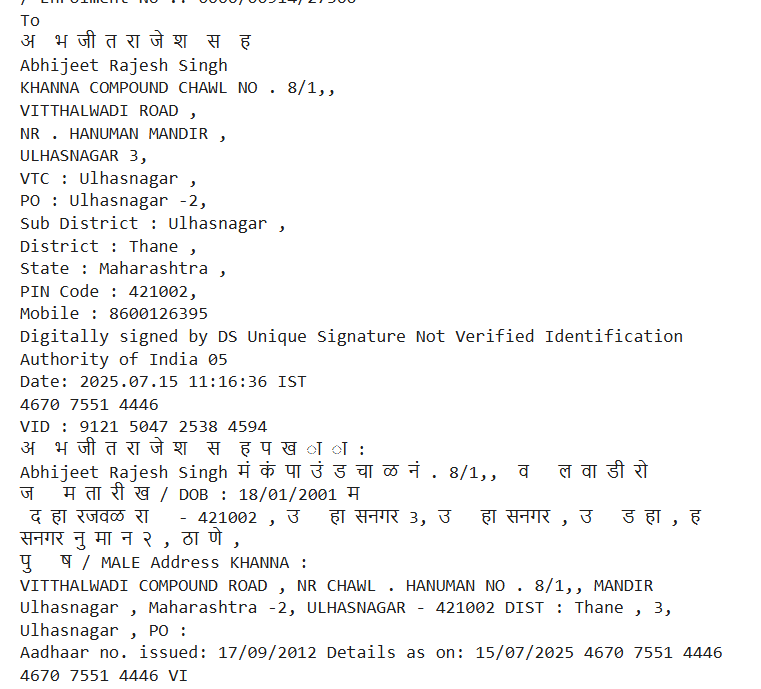 / Enrolment No .: 0000/00914/27506
To
अ भ जी त रा जे श स ह
Abhijeet Rajesh Singh
KHANNA COMPOUND CHAWL NO . 8/1,,
VITTHALWADI ROAD ,
NR . HANUMAN MANDIR ,
ULHASNAGAR 3,
VTC : Ulhasnagar ,
PO : Ulhasnagar -2,
Sub District : Ulhasnagar ,
District : Thane ,
State : Maharashtra ,
PIN Code : 421002,
Mobile : 8600126395
Digitally signed by DS Unique Signature Not Verified Identification
Authority of India 05
Date: 2025.07.15 11:16:36 IST
4670 7551 4446
VID : 9121 5047 2538 4594
अ भ जी त रा जे श स ह प ख ा ा :
Abhijeet Rajesh Singh मं कं पा उं ड चा ळ नं . 8/1,, व ल वा डी रो
ज म ता री ख / DOB : 18/01/2001 म
द हा रजवळ रा - 421002 , उ हा सनगर 3, उ हा सनगर , उ ड हा , ह
सनगर नु मा न २ , ठा णे ,
पु ष / MALE Address KHANNA :
VITTHALWADI COMPOUND ROAD , NR CHAWL . HANUMAN NO . 8/1,, MANDIR
Ulhasnagar , Maharashtra -2, ULHASNAGAR - 421002 DIST : Thane , 3,
Ulhasnagar , PO :
Aadhaar no. issued: 17/09/2012 Details as on: 15/07/2025 4670 7551 4446
4670 7551 4446 VI